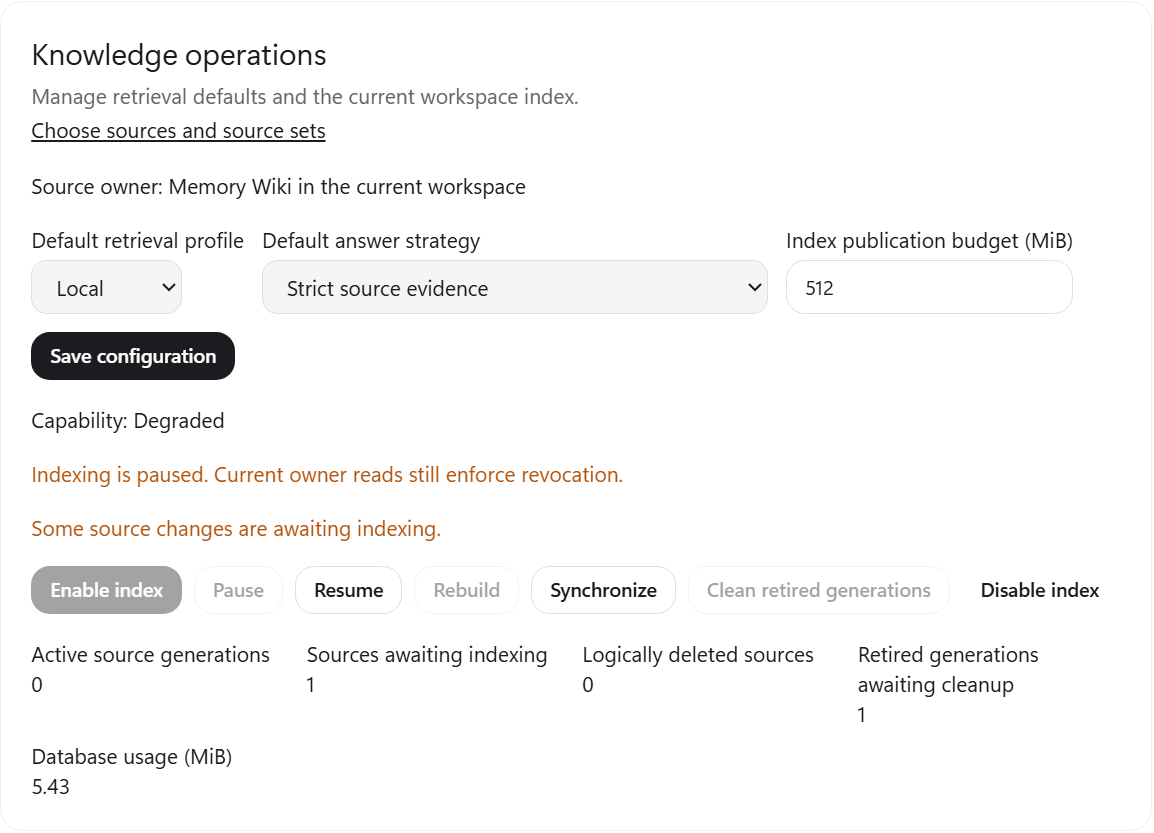 Knowledge operations
Manage retrieval defaults and the current workspace index.
Choose sources and source sets
Source owner: Memory Wiki in the current workspace
Default retrieval profile
Local
Default answer strategy
Strict source evidence
Index publication budget (MiB)
512
Save configuration
Capability: Degraded
Indexing is paused. Current owner reads still enforce revocation.
Some source changes are awaiting indexing.
Enable index
Pause
Resume
Rebuild
Synchronize
Clean retired generations
Disable index
Active source generations
0
Sources awaiting indexing
1
Logically deleted sources
0
Retired generations
awaiting cleanup
1
Database usage (MiB)
5.43